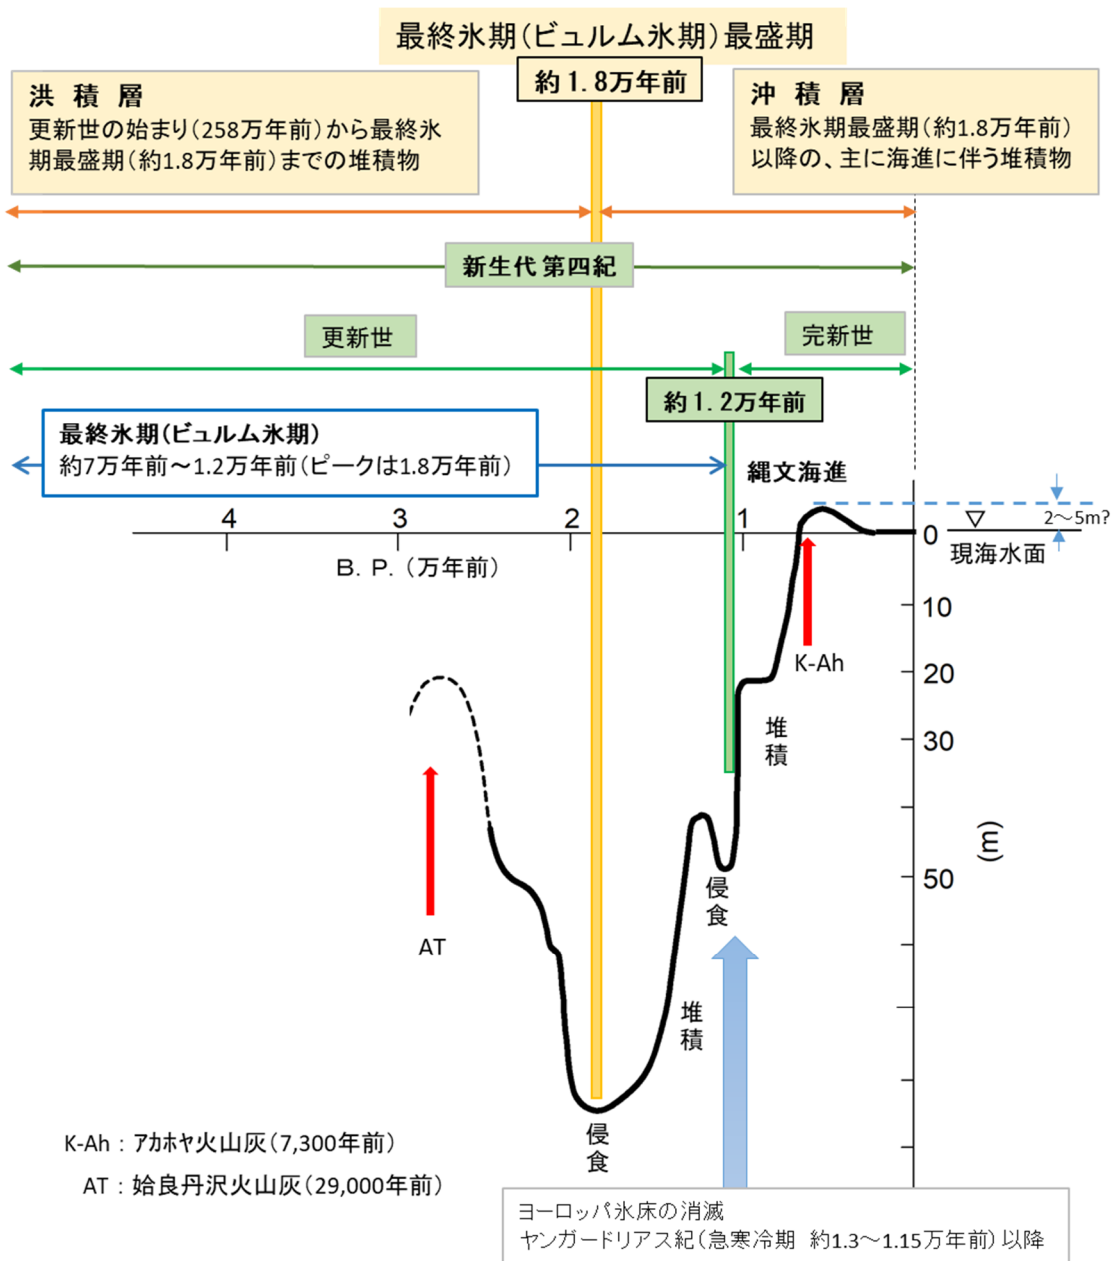 最終氷期(ビュルム氷期)最盛期
約1.8万年前
洪 積 層
更新世の始まり(258万年前)から最終氷
期最盛期(約1.8万年前)までの堆積物
沖 積 層
最終氷期最盛期(約1.8万年前)
以降の、主に海進に伴う堆積物
新生代 第四紀
更新世
完新世
約1.2万年前
最終氷期(ビュルム氷期)
約7万年前～1.2万年前(ピークは1.8万年前)
縄文海進
2～5m?
4 3 2 1 0
現海水面
B. P. (万年前)
10
K-Ah
20
堆積
30
(m)
50
侵食
AT
堆積
侵食
K-Ah：アカホヤ火山灰(7,300年前)
AT：姶良丹沢火山灰(29,000年前)
ヨーロッパ氷床の消滅
ヤンガードリアス紀(急寒冷期 約1.3～1.15万年前)以降